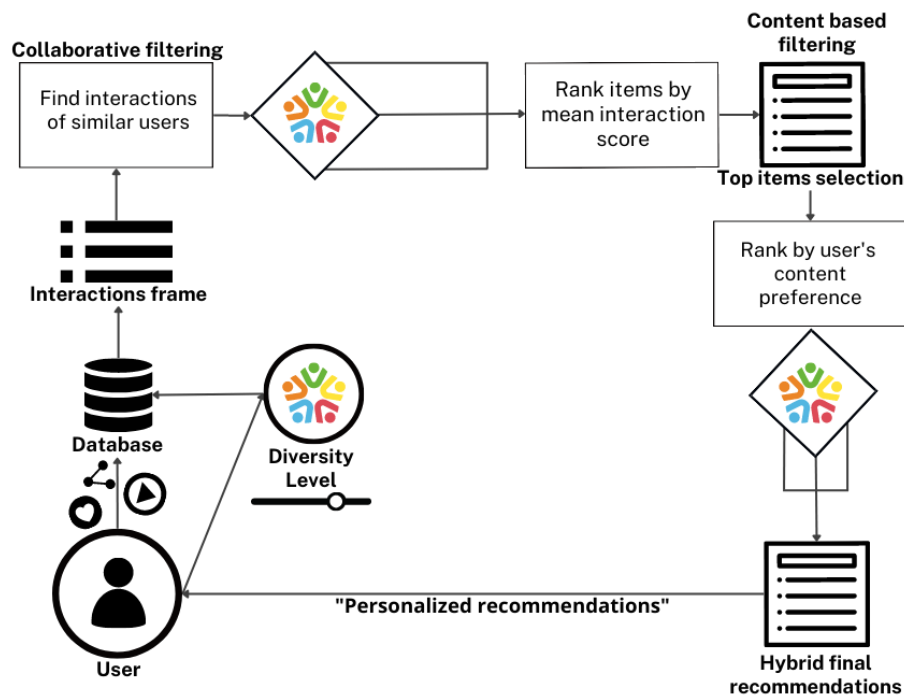 Collaborative filtering
Find interactions
of similar users
Rank items by
mean interaction
score
Content based
filtering
Top items selection
Rank by user's
content
preference
Interactions frame
Database
Diversity
Level
User
"Personalized recommendations"
Hybrid final
recommendations